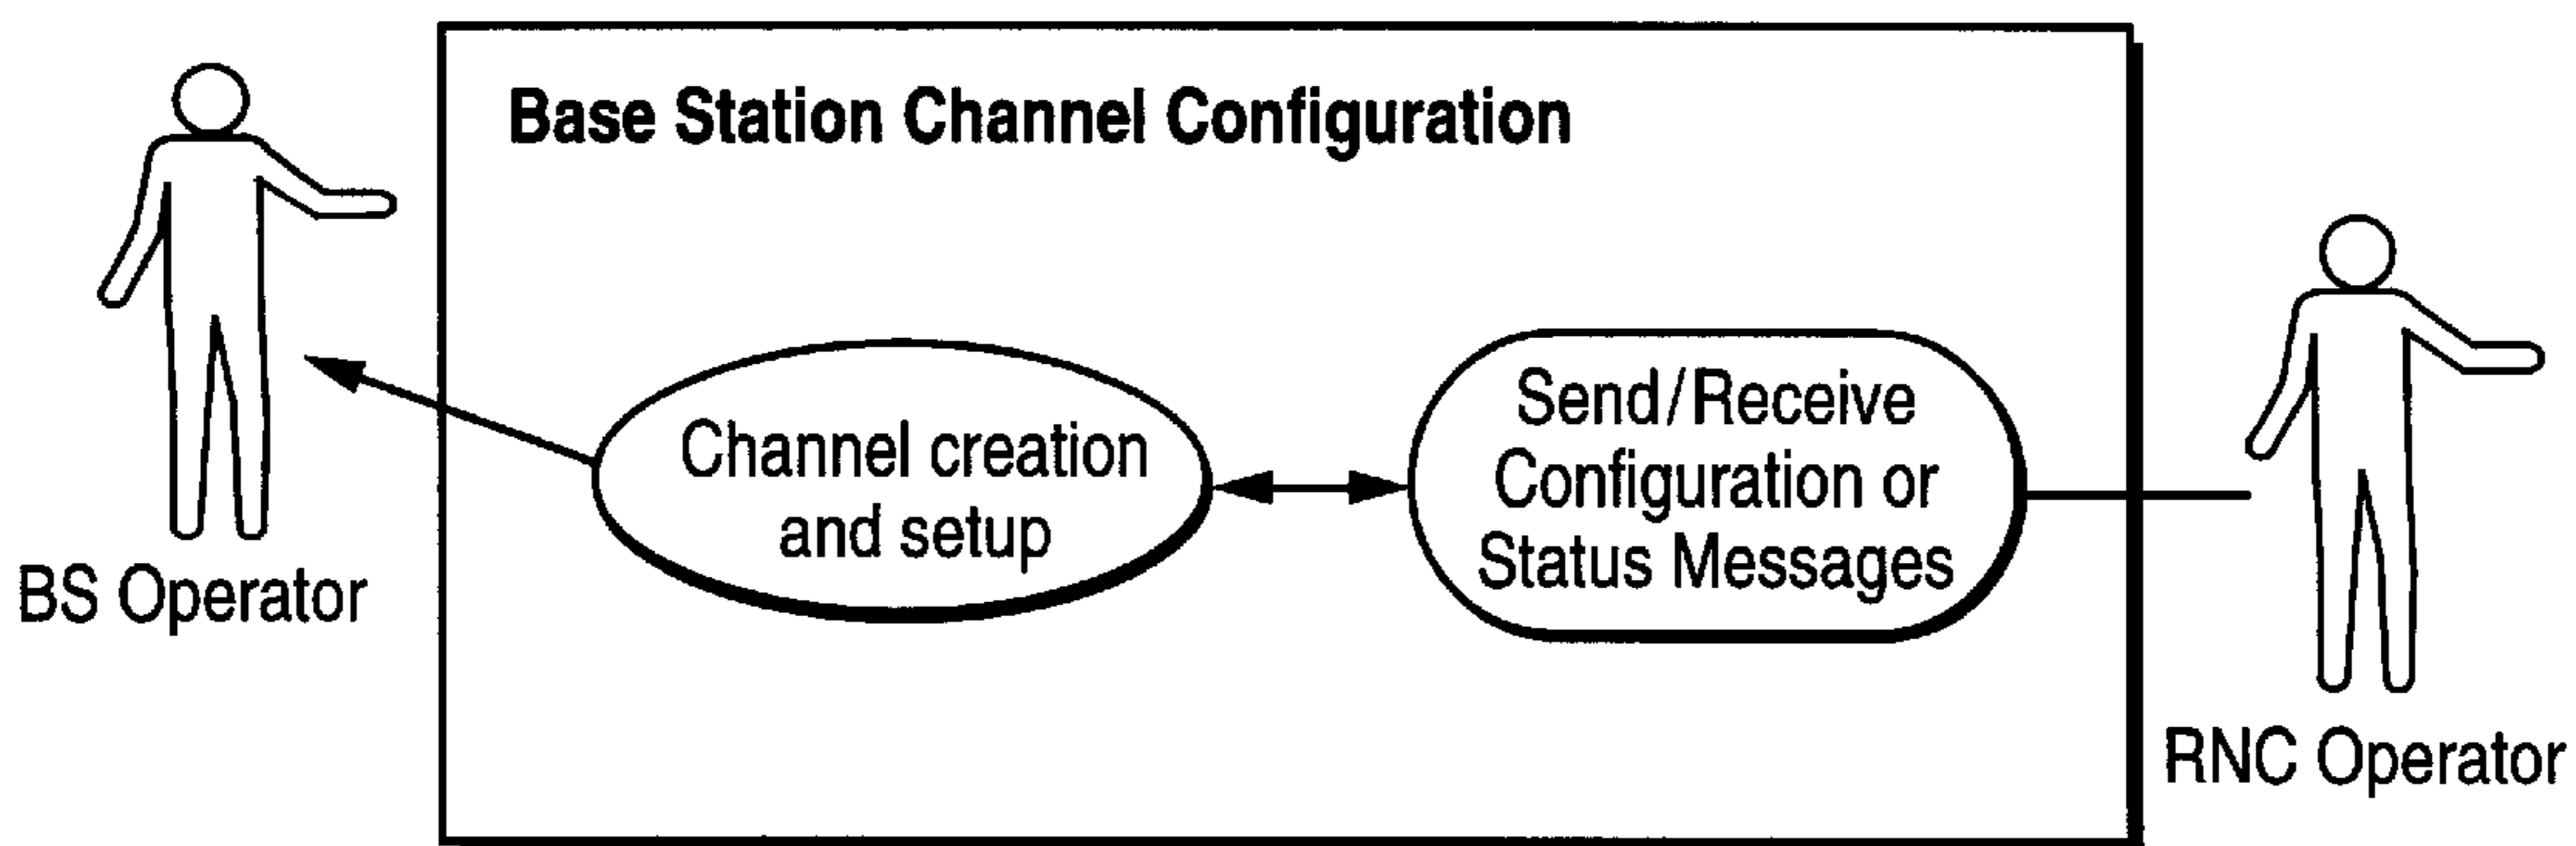 Base Station Channel Configuration
Channel creation
and setup
Send/Receive
Configuration or
Status Messages
BS Operator
RNC Operator